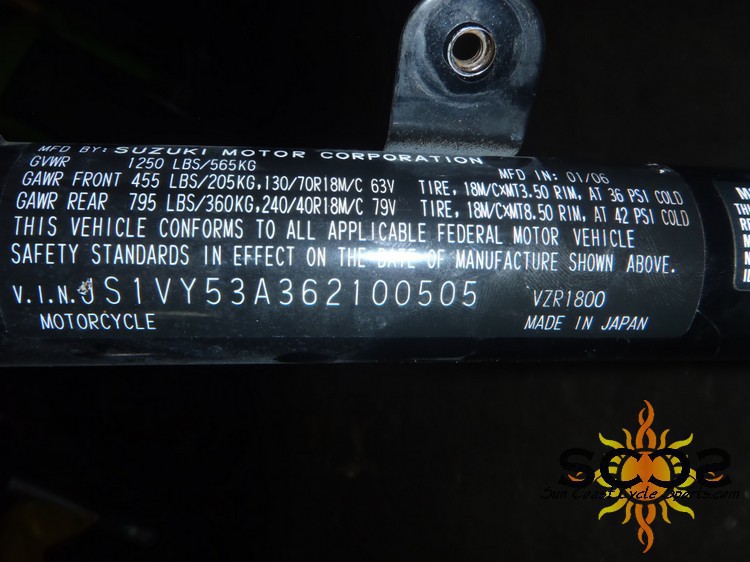 MFD BY: SUZUKI MOTOR CORPORATION
GVWR 1250 LBS/565KG MFD IN: 01/06
GAWR FRONT 455 LBS/205KG,130/70R18M/C 63V TIRE, 18M/CXMT3.50 RIM, AT 36 PSI COLD
GAWR REAR 795 LBS/360KG,240/40R18M/C 79V TIRE, 18M/CXMT8.50 RIM, AT 42 PSI COLD
THIS VEHICLE CONFORMS TO ALL APPLICABLE FEDERAL MOTOR VEHICLE
SAFETY STANDARDS IN EFFECT ON THE DATE OF MANUFACTURE SHOWN ABOVE.
V.I.N. JS1VY53A362100505 VZR1800
MOTORCYCLE MADE IN JAPAN
SCCS
Sun Coast Cycle Sports.com